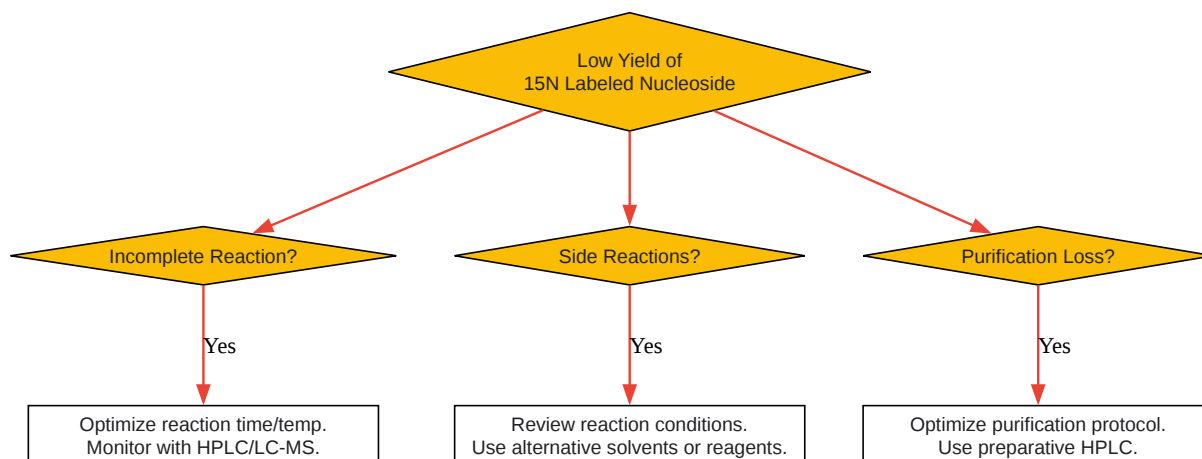 Low Yield of
15N Labeled Nucleoside
Incomplete Reaction?
Side Reactions?
Purification Loss?
Yes
Yes
Yes
Optimize reaction time/temp.
Monitor with HPLC/LC-MS.
Review reaction conditions.
Use alternative solvents or reagents.
Optimize purification protocol.
Use preparative HPLC.